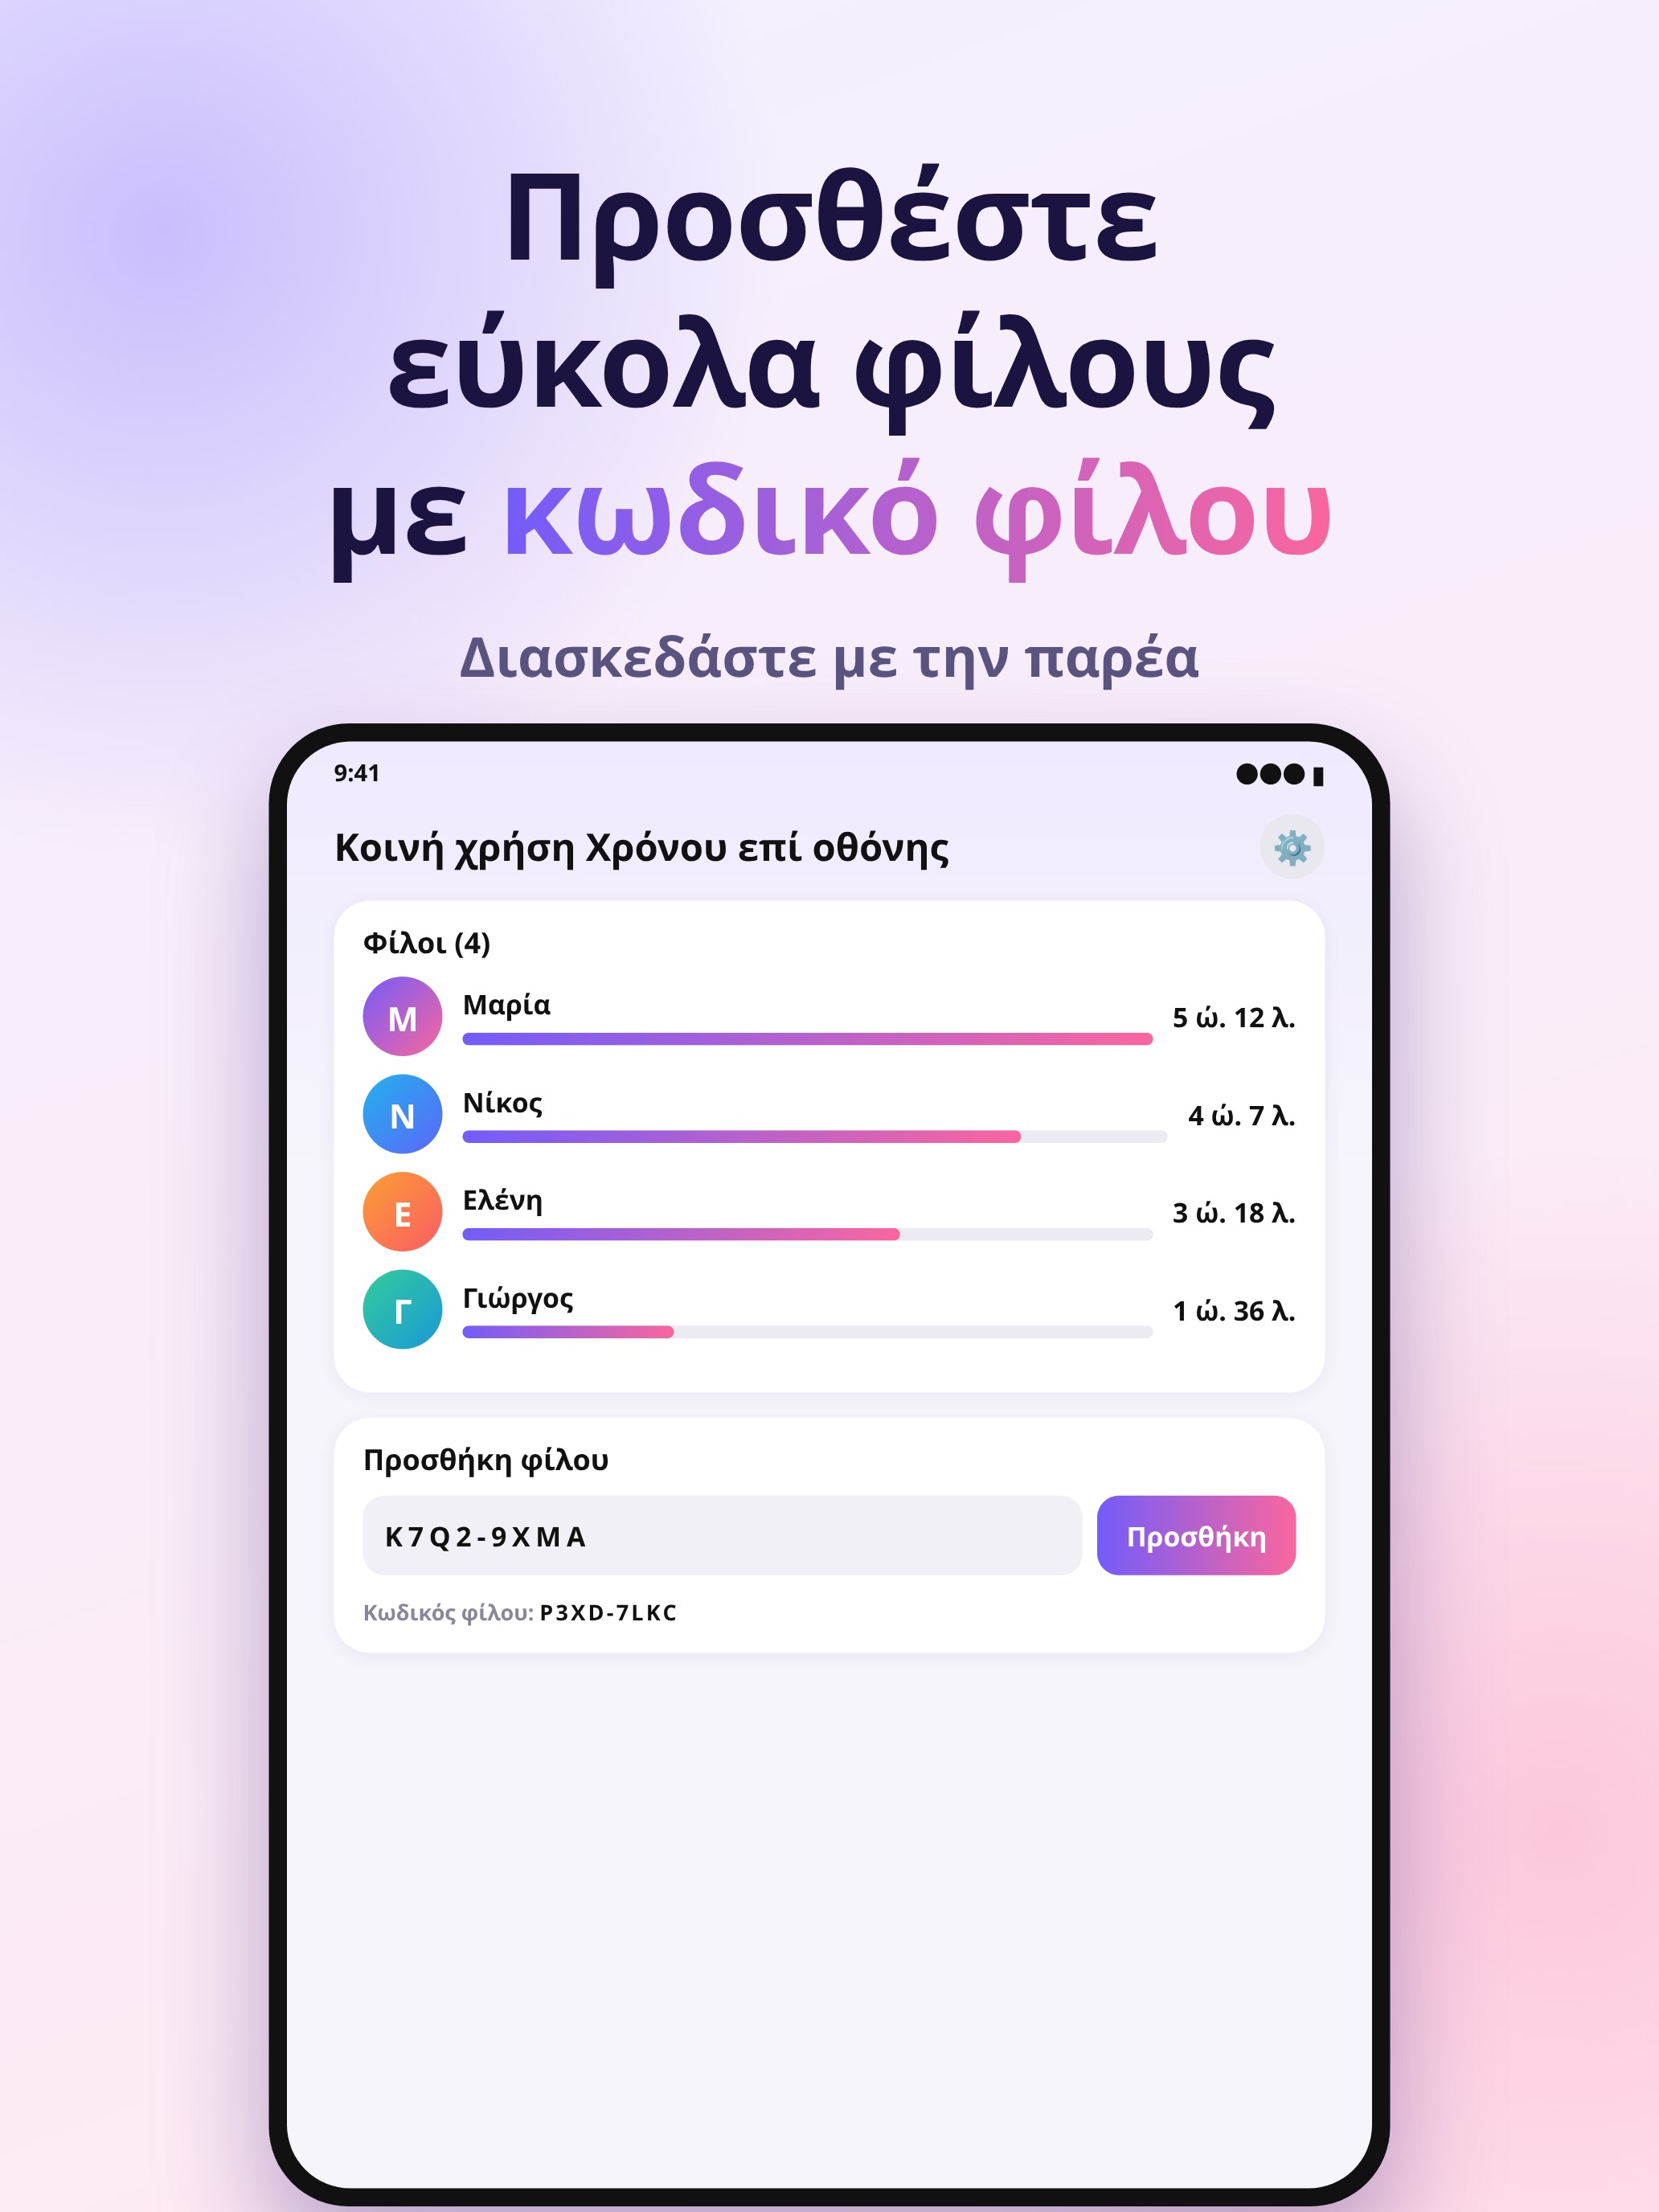 Προσθέστε
εύκολα φίλους
με κωδικό φίλου
Διασκεδάστε με την παρέα
9:41
Κοινή χρήση Χρόνου επί οθόνης
Φίλοι (4)
Μ
Μαρία
5 ώ. 12 λ.
Ν
Νίκος
4 ώ. 7 λ.
Ε
Ελένη
3 ώ. 18 λ.
Γ
Γιώργος
1 ώ. 36 λ.
Προσθήκη φίλου
K7Q2-9XMA
Προσθήκη
Κωδικός φίλου: P3XD-7LKC